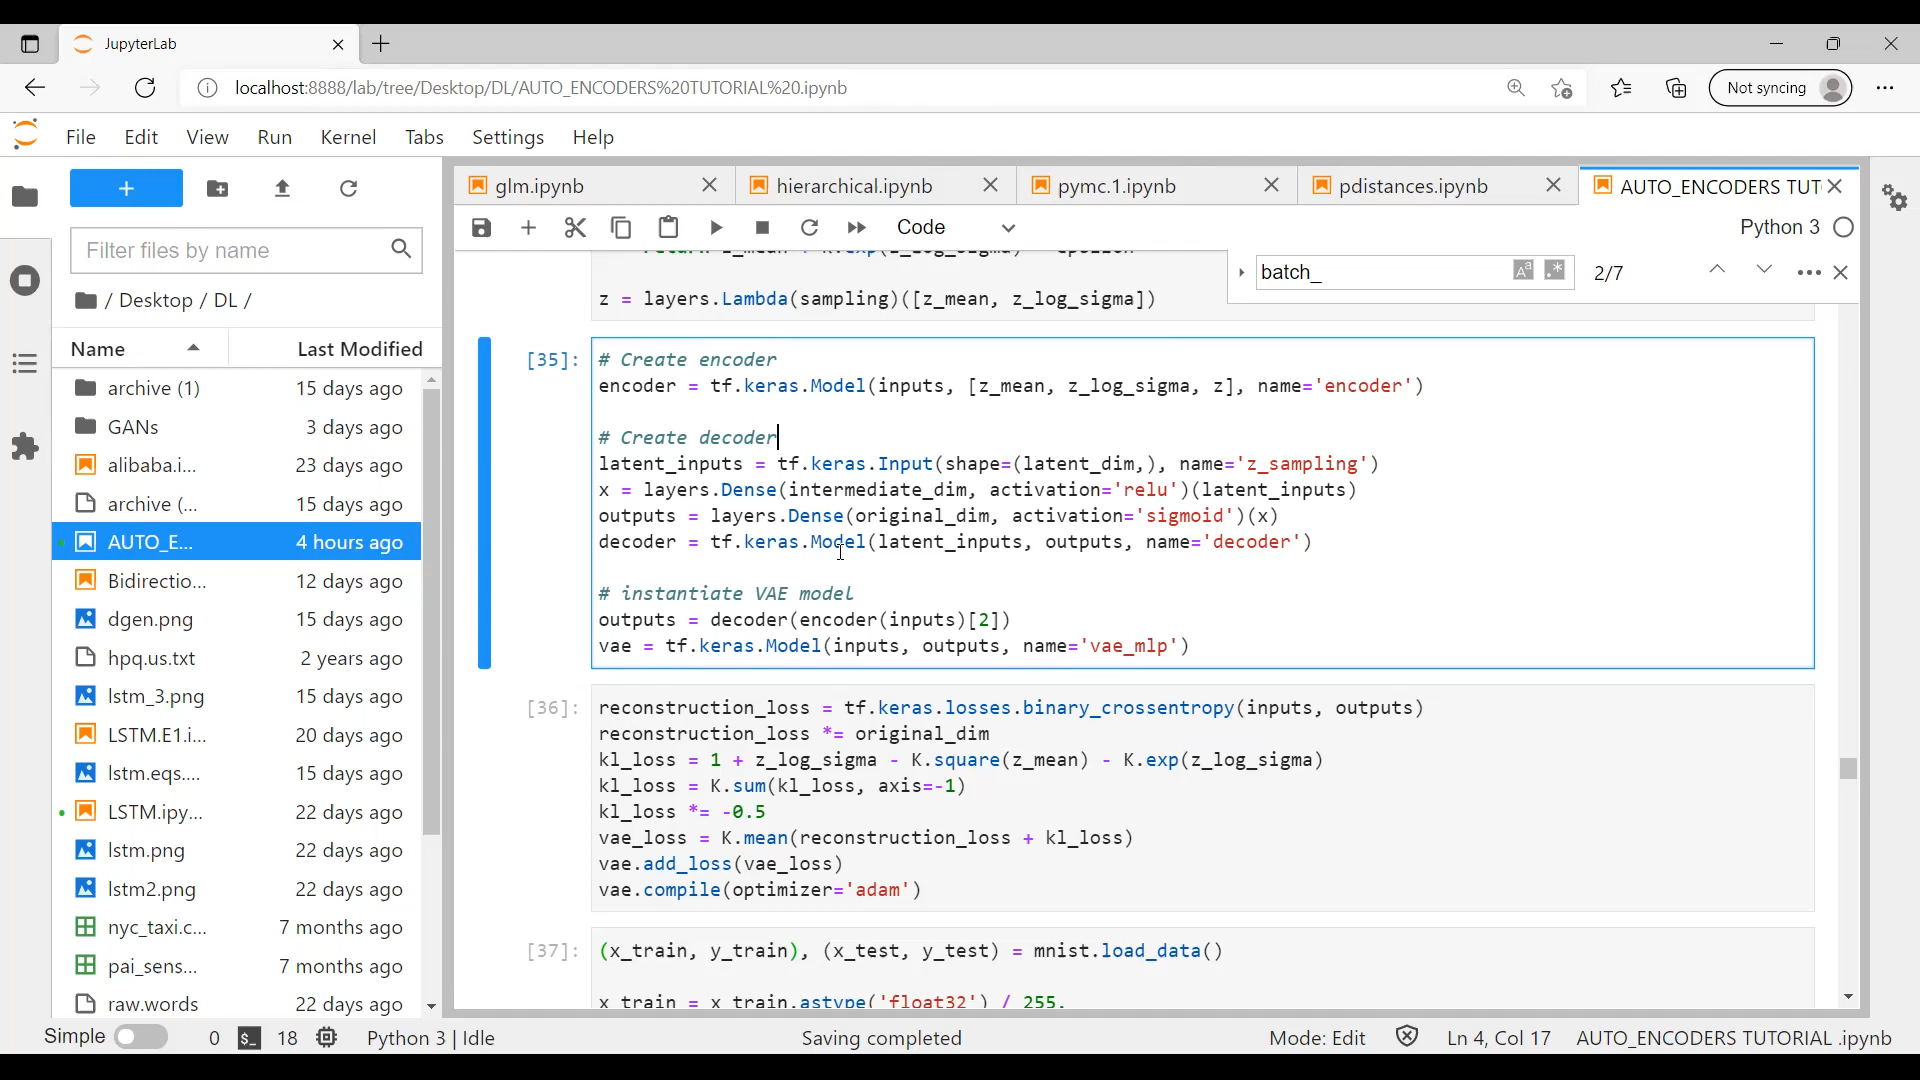 JupyterLab
localhost:8888/lab/tree/Desktop/DL/AUTO_ENCODERS%20TUTORIAL%20.ipynb
Not syncing
File Edit View Run Kernel Tabs Settings Help
glm.ipynb
hierarchical.ipynb
pymc.1.ipynb
pdistances.ipynb
AUTO_ENCODERS TUT
Code
Python 3
Filter files by name
batch_
2/7
/ Desktop / DL /
Name Last Modified
archive (1) 15 days ago
GANs 3 days ago
alibaba.i... 23 days ago
archive (... 15 days ago
AUTO_E... 4 hours ago
Bidirectio... 12 days ago
dgen.png 15 days ago
hpq.us.txt 2 years ago
lstm_3.png 15 days ago
LSTM.E1.i... 20 days ago
lstm.eqs.... 15 days ago
LSTM.ipy... 22 days ago
lstm.png 22 days ago
lstm2.png 22 days ago
nyc_taxi.c... 7 months ago
pai_sens... 7 months ago
raw.words 22 days ago
z = layers.Lambda(sampling)([z_mean, z_log_sigma])
[35]:
# Create encoder
encoder = tf.keras.Model(inputs, [z_mean, z_log_sigma, z], name='encoder')
# Create decoder
latent_inputs = tf.keras.Input(shape=(latent_dim,), name='z_sampling')
x = layers.Dense(intermediate_dim, activation='relu')(latent_inputs)
outputs = layers.Dense(original_dim, activation='sigmoid')(x)
decoder = tf.keras.Model(latent_inputs, outputs, name='decoder')
# instantiate VAE model
outputs = decoder(encoder(inputs)[2])
vae = tf.keras.Model(inputs, outputs, name='vae_mlp')
[36]:
reconstruction_loss = tf.keras.losses.binary_crossentropy(inputs, outputs)
reconstruction_loss *= original_dim
kl_loss = 1 + z_log_sigma - K.square(z_mean) - K.exp(z_log_sigma)
kl_loss = K.sum(kl_loss, axis=-1)
kl_loss *= -0.5
vae_loss = K.mean(reconstruction_loss + kl_loss)
vae.add_loss(vae_loss)
vae.compile(optimizer='adam')
[37]:
(x_train, y_train), (x_test, y_test) = mnist.load_data()
x_train = x_train.astype('float32') / 255.
Simple 0 $_ 18 Python 3 | Idle Saving completed Mode: Edit Ln 4, Col 17 AUTO_ENCODERS TUTORIAL .ipynb